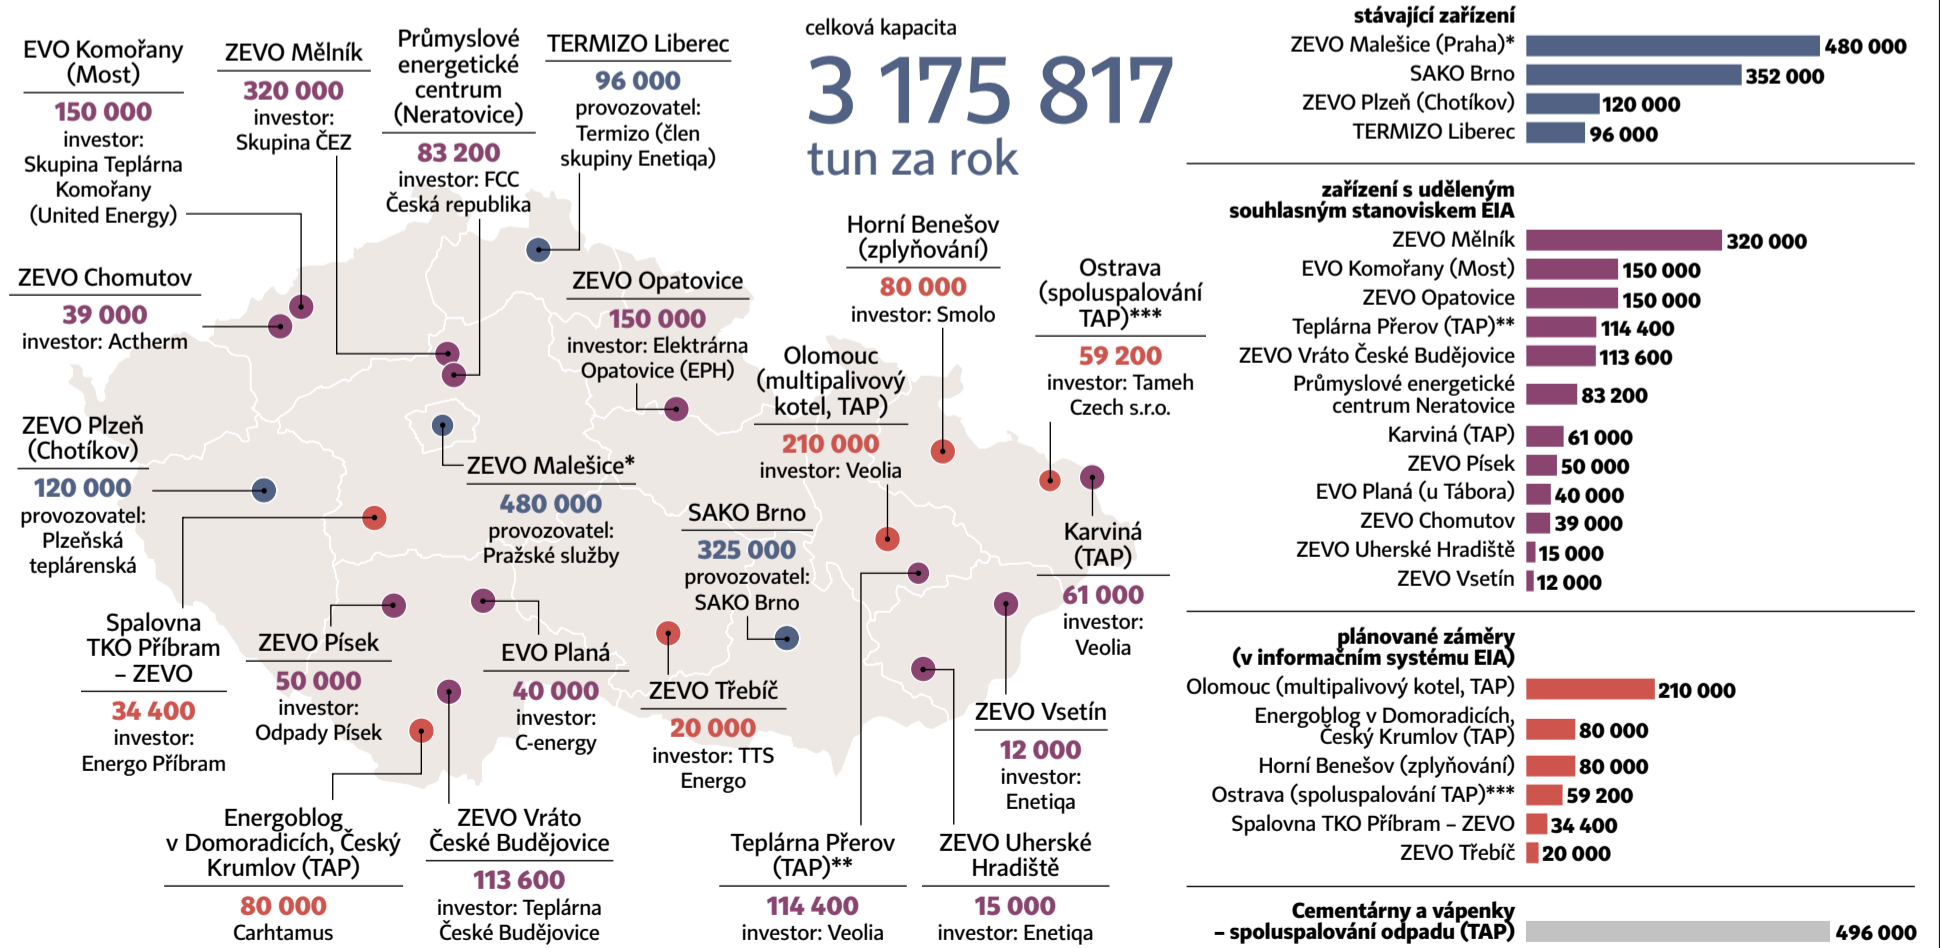 EVO Komořany
(Most)
150 000
investor:
Skupina Teplárna
Komořany
(United Energy)
ZEVO Mělník
320 000
investor:
Skupina ČEZ
Průmyslové
energetické
centrum
(Neratovice)
83 200
investor: FCC
Česká republika
TERMIZO Liberec
96 000
provozovatel:
Termizo (člen
skupiny Enetiqa)
celková kapacita
3 175 817
tun za rok
ZEVO Chomutov
39 000
investor: Actherm
ZEVO Opatovice
150 000
investor: Elektrárna
Opatovice (EPH)
Horní Benešov
(zplyňování)
80 000
investor: Smolo
Ostrava
(spoluspalování
TAP)***
59 200
investor: Tameh
Czech s.r.o.
Olomouc
(multipalivový
kotel, TAP)
210 000
investor: Veolia
ZEVO Plzeň
(Chotíkov)
120 000
provozovatel:
Plzeňská
teplárenská
ZEVO Malešice*
480 000
provozovatel:
Pražské služby
SAKO Brno
325 000
provozovatel:
SAKO Brno
Karviná
(TAP)
61 000
investor:
Veolia
Spalovna
TKO Příbram
– ZEVO
34 400
investor:
Energo Příbram
ZEVO Písek
50 000
investor:
Odpady Písek
EVO Planá
40 000
investor:
C-energy
ZEVO Třebíč
20 000
investor: TTS
Energo
ZEVO Vsetín
12 000
investor:
Enetiqa
Energoblog
v Domoradicích, Český
Krumlov (TAP)
80 000
Carhtamus
ZEVO Vráto
České Budějovice
113 600
investor: Teplárna
České Budějovice
Teplárna Přerov
(TAP)**
114 400
investor: Veolia
ZEVO Uherské
Hradiště
15 000
investor: Enetiqa
stávající zařízení
ZEVO Malešice (Praha)* 480 000
SAKO Brno 352 000
ZEVO Plzeň (Chotíkov) 120 000
TERMIZO Liberec 96 000
zařízení s uděleným
souhlasným stanoviskem EIA
ZEVO Mělník 320 000
EVO Komořany (Most) 150 000
ZEVO Opatovice 150 000
Teplárna Přerov (TAP)** 114 400
ZEVO Vráto České Budějovice 113 600
Průmyslové energetické
centrum Neratovice 83 200
Karviná (TAP) 61 000
ZEVO Písek 50 000
EVO Planá (u Tábora) 40 000
ZEVO Chomutov 39 000
ZEVO Uherské Hradiště 15 000
ZEVO Vsetín 12 000
plánované záměry
(v informačním systému EIA)
Olomouc (multipalivový kotel, TAP) 210 000
Energoblog v Domoradicích,
Český Krumlov (TAP) 80 000
Horní Benešov (zplyňování) 80 000
Ostrava (spoluspalování TAP)*** 59 200
Spalovna TKO Příbram – ZEVO 34 400
ZEVO Třebíč 20 000
Cementárny a vápenky
– spoluspalování odpadu (TAP) 496 000